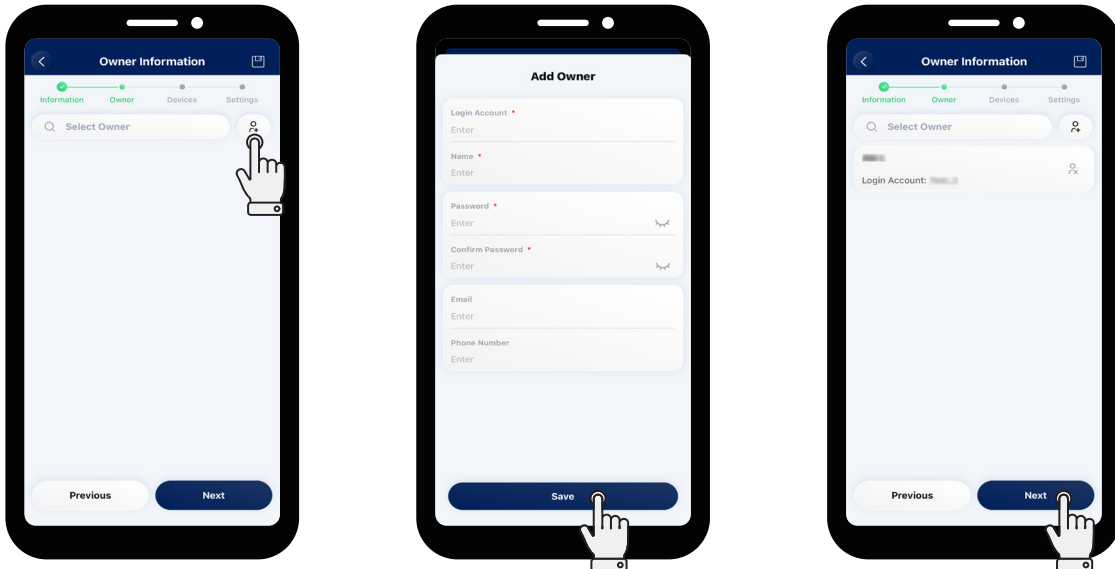 Owner Information
Information Owner Devices Settings
Select Owner
Previous Next
Add Owner
Login Account *
Enter
Name *
Enter
Password *
Enter
Confirm Password *
Enter
Email
Enter
Phone Number
Enter
Save
Owner Information
Information Owner Devices Settings
Select Owner
Login Account:
Previous Next